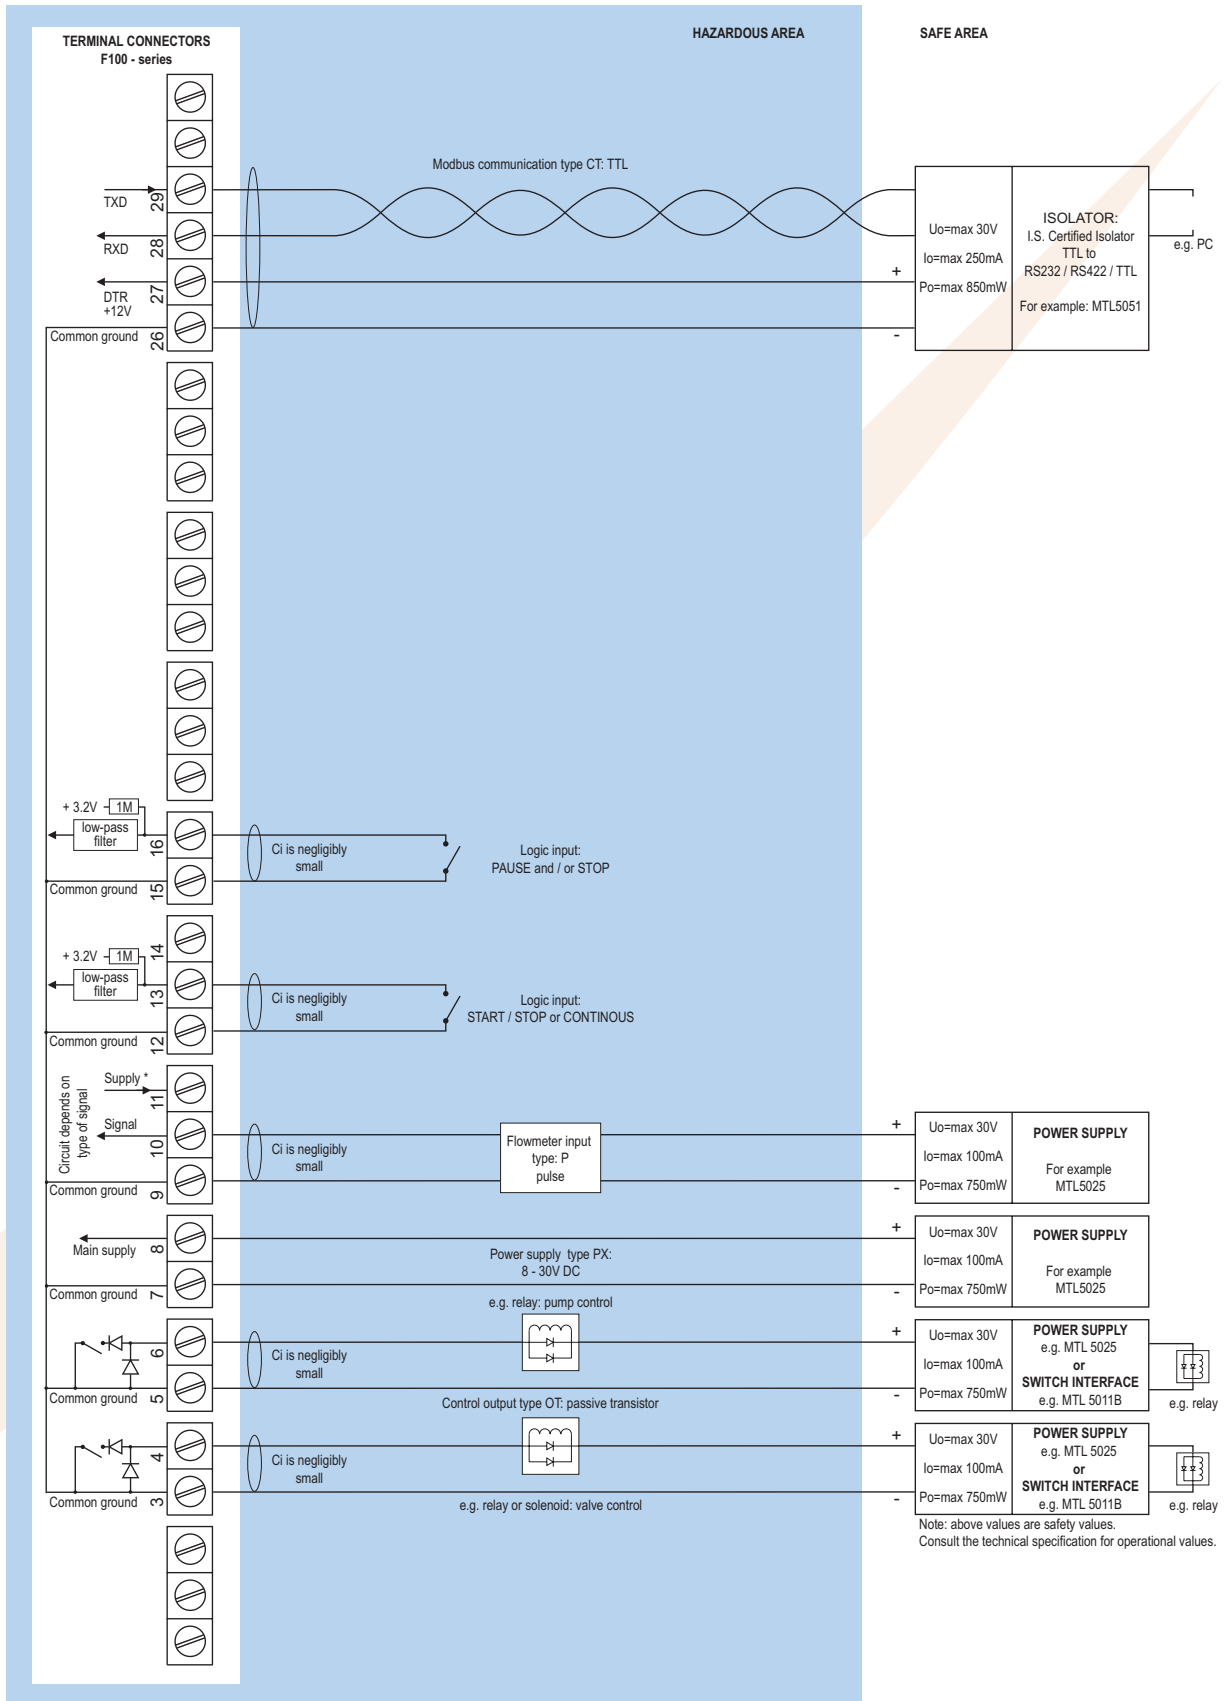 HAZARDOUS AREA
SAFE AREA
TERMINAL CONNECTORS
F100 - series
Modbus communication type CT: TTL
TXD
29
RXD
28
DTR
+12V
27
Common ground
26
+
-
Uo=max 30V
Io=max 250mA
Po=max 850mW
ISOLATOR:
I.S. Certified Isolator
TTL to
RS232 / RS422 / TTL
For example: MTL5051
e.g. PC
+ 3.2V
1M
low-pass
filter
16
Common ground
15
Ci is negligibly
small
Logic input:
PAUSE and / or STOP
14
+ 3.2V
1M
low-pass
filter
13
Common ground
12
Ci is negligibly
small
Logic input:
START / STOP or CONTINOUS
Circuit depends on
type of signal
Supply *
11
Signal
10
Common ground
9
Ci is negligibly
small
Flowmeter input
type: P
pulse
+
-
Uo=max 30V
Io=max 100mA
Po=max 750mW
POWER SUPPLY
For example
MTL5025
Main supply
8
Common ground
7
Power supply type PX:
8 - 30V DC
+
-
Uo=max 30V
Io=max 100mA
Po=max 750mW
POWER SUPPLY
For example
MTL5025
e.g. relay: pump control
6
Common ground
5
Ci is negligibly
small
Control output type OT: passive transistor
+
-
Uo=max 30V
Io=max 100mA
Po=max 750mW
POWER SUPPLY
e.g. MTL 5025
or
SWITCH INTERFACE
e.g. MTL 5011B
e.g. relay
4
Common ground
3
Ci is negligibly
small
e.g. relay or solenoid: valve control
+
-
Uo=max 30V
Io=max 100mA
Po=max 750mW
POWER SUPPLY
e.g. MTL 5025
or
SWITCH INTERFACE
e.g. MTL 5011B
e.g. relay
Note: above values are safety values.
Consult the technical specification for operational values.